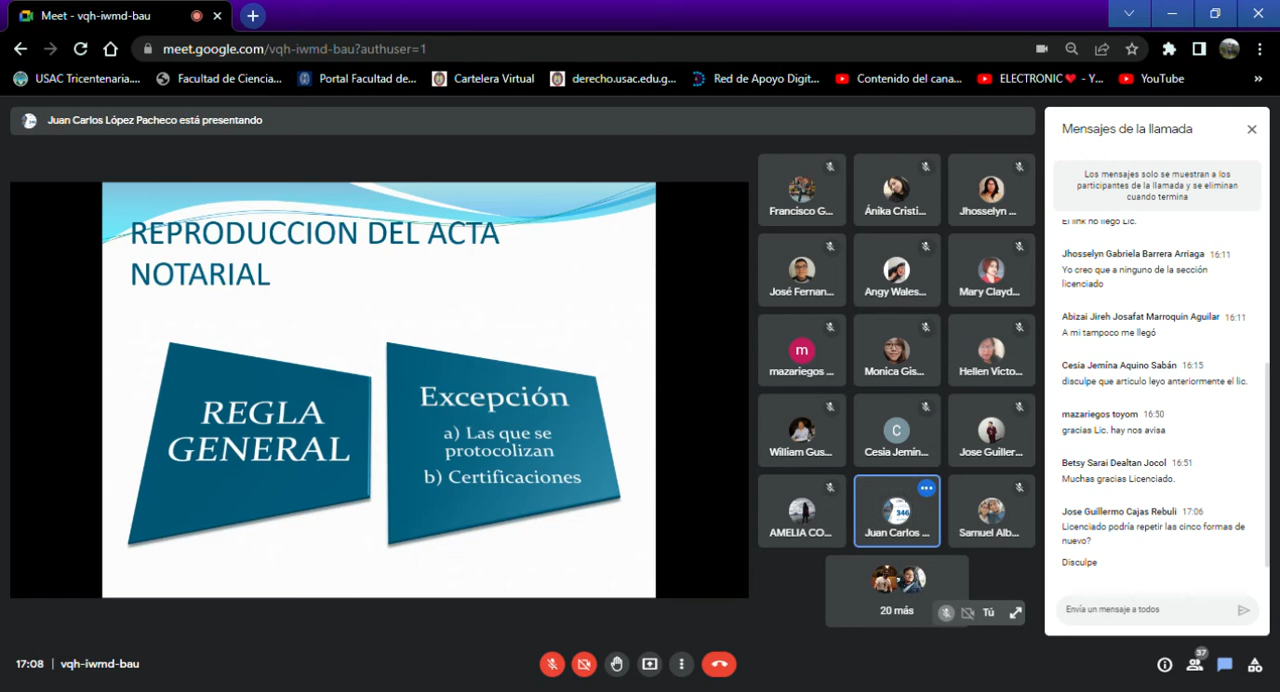 Meet - vqh-iwmd-bau
meet.google.com/vqh-iwmd-bau?authuser=1
USAC Tricentenaria...
Facultad de Ciencia...
Portal Facultad de...
Cartelera Virtual
derecho.usac.edu.g...
Red de Apoyo Digit...
Contenido del cana...
ELECTRONIC❤ - Y...
YouTube
»
Juan Carlos López Pacheco está presentando
REPRODUCCION DEL ACTA
NOTARIAL
REGLA
GENERAL
Excepción
a) Las que se
protocolizan
b) Certificaciones
Francisco G...
Ánika Cristi...
Jhosselyn ...
José Fernan...
Angy Wales...
Mary Clayd...
m
mazariegos ...
Monica Gis...
Hellen Victo...
William Gus...
C
Cesia Jemín...
Jose Guiller...
AMELIA CO...
346
Juan Carlos ...
Samuel Alb...
20 más
Tú
Mensajes de la llamada
Los mensajes solo se muestran a los
participantes de la llamada y se eliminan
cuando termina
El link no llegó Lic.
Jhosselyn Gabriela Barrera Arriaga 16:11
Yo creo que a ninguno de la sección
licenciado
Abizai Jireh Josafat Marroquin Aguilar 16:11
A mi tampoco me llegó
Cesia Jemína Aquino Sabán 16:15
disculpe que articulo leyo anteriormente el lic.
mazariegos toyom 16:50
gracias Lic. hay nos avisa
Betsy Sarai Dealtan Jocol 16:51
Muchas gracias Licenciado.
Jose Guillermo Cajas Rebuli 17:06
Licenciado podría repetir las cinco formas de
nuevo?
Disculpe
Envía un mensaje a todos
17:08 | vqh-iwmd-bau
37